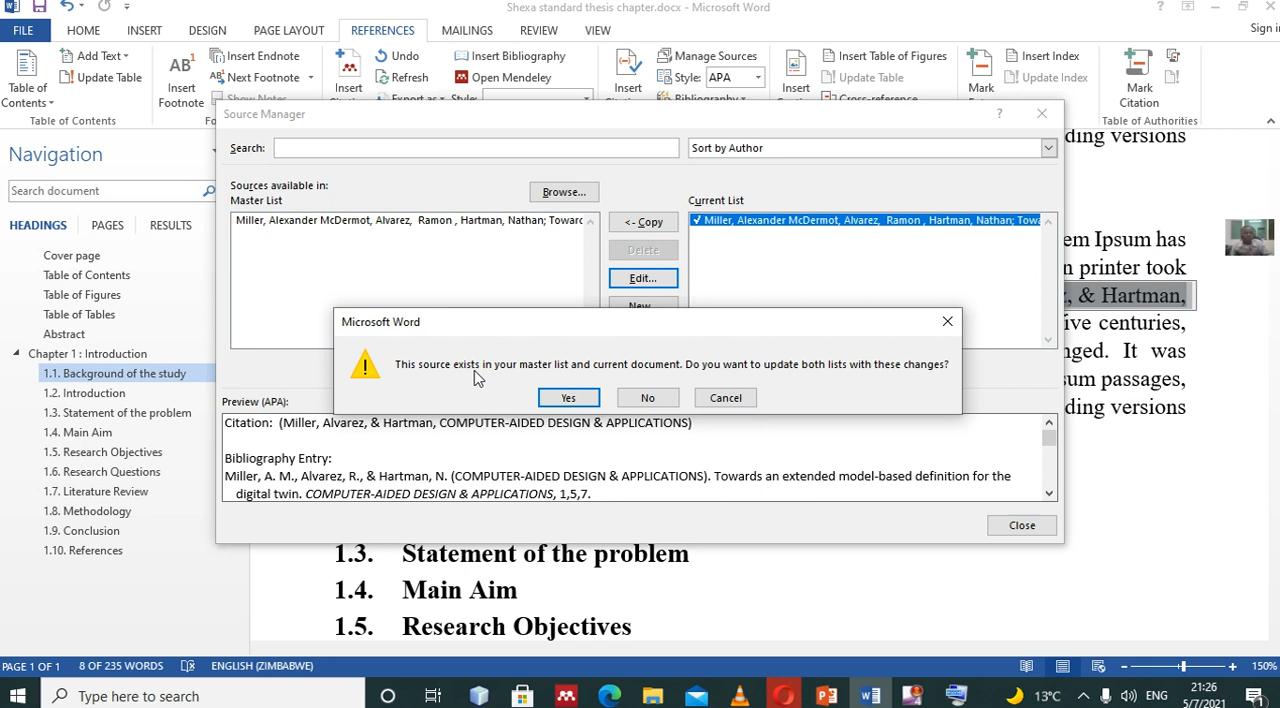 Shexa standard thesis chapter.docx - Microsoft Word
FILE HOME INSERT DESIGN PAGE LAYOUT REFERENCES MAILINGS REVIEW VIEW Sign in
Table of
Contents
Add Text
Update Table
Table of Contents
AB¹
Insert
Footnote
Insert Endnote
AB Next Footnote
Show Notes
Insert
Undo
Refresh
Insert Bibliography
Open Mendeley
Insert
Manage Sources
Style: APA
Bibliography
Insert Table of Figures
Update Table
Cross-reference
Mark
Insert Index
Update Index
Mark
Citation
Table of Authorities
Navigation
Search document
HEADINGS PAGES RESULTS
Cover page
Table of Contents
Table of Figures
Table of Tables
Abstract
Chapter 1 : Introduction
1.1. Background of the study
1.2. Introduction
1.3. Statement of the problem
1.4. Main Aim
1.5. Research Objectives
1.6. Research Questions
1.7. Literature Review
1.8. Methodology
1.9. Conclusion
1.10. References
Source Manager
?
Search:
Sort by Author
Sources available in:
Master List
Browse...
Current List
Miller, Alexander McDermot, Alvarez, Ramon , Hartman, Nathan; Toward
<- Copy
Delete
Edit...
New
✓ Miller, Alexander McDermot, Alvarez, Ramon , Hartman, Nathan; Towa
Microsoft Word
This source exists in your master list and current document. Do you want to update both lists with these changes?
Yes No Cancel
Preview (APA):
Citation: (Miller, Alvarez, & Hartman, COMPUTER-AIDED DESIGN & APPLICATIONS)
Bibliography Entry:
Miller, A. M., Alvarez, R., & Hartman, N. (COMPUTER-AIDED DESIGN & APPLICATIONS). Towards an extended model-based definition for the
digital twin. COMPUTER-AIDED DESIGN & APPLICATIONS, 1,5,7.
Close
ding versions
em Ipsum has
n printer took
, & Hartman,
ive centuries,
nged. It was
sum passages,
ding versions
1.3. Statement of the problem
1.4. Main Aim
1.5. Research Objectives
PAGE 1 OF 1 8 OF 235 WORDS ENGLISH (ZIMBABWE) 150%
Type here to search
13°C ENG
21:26
5/7/2021